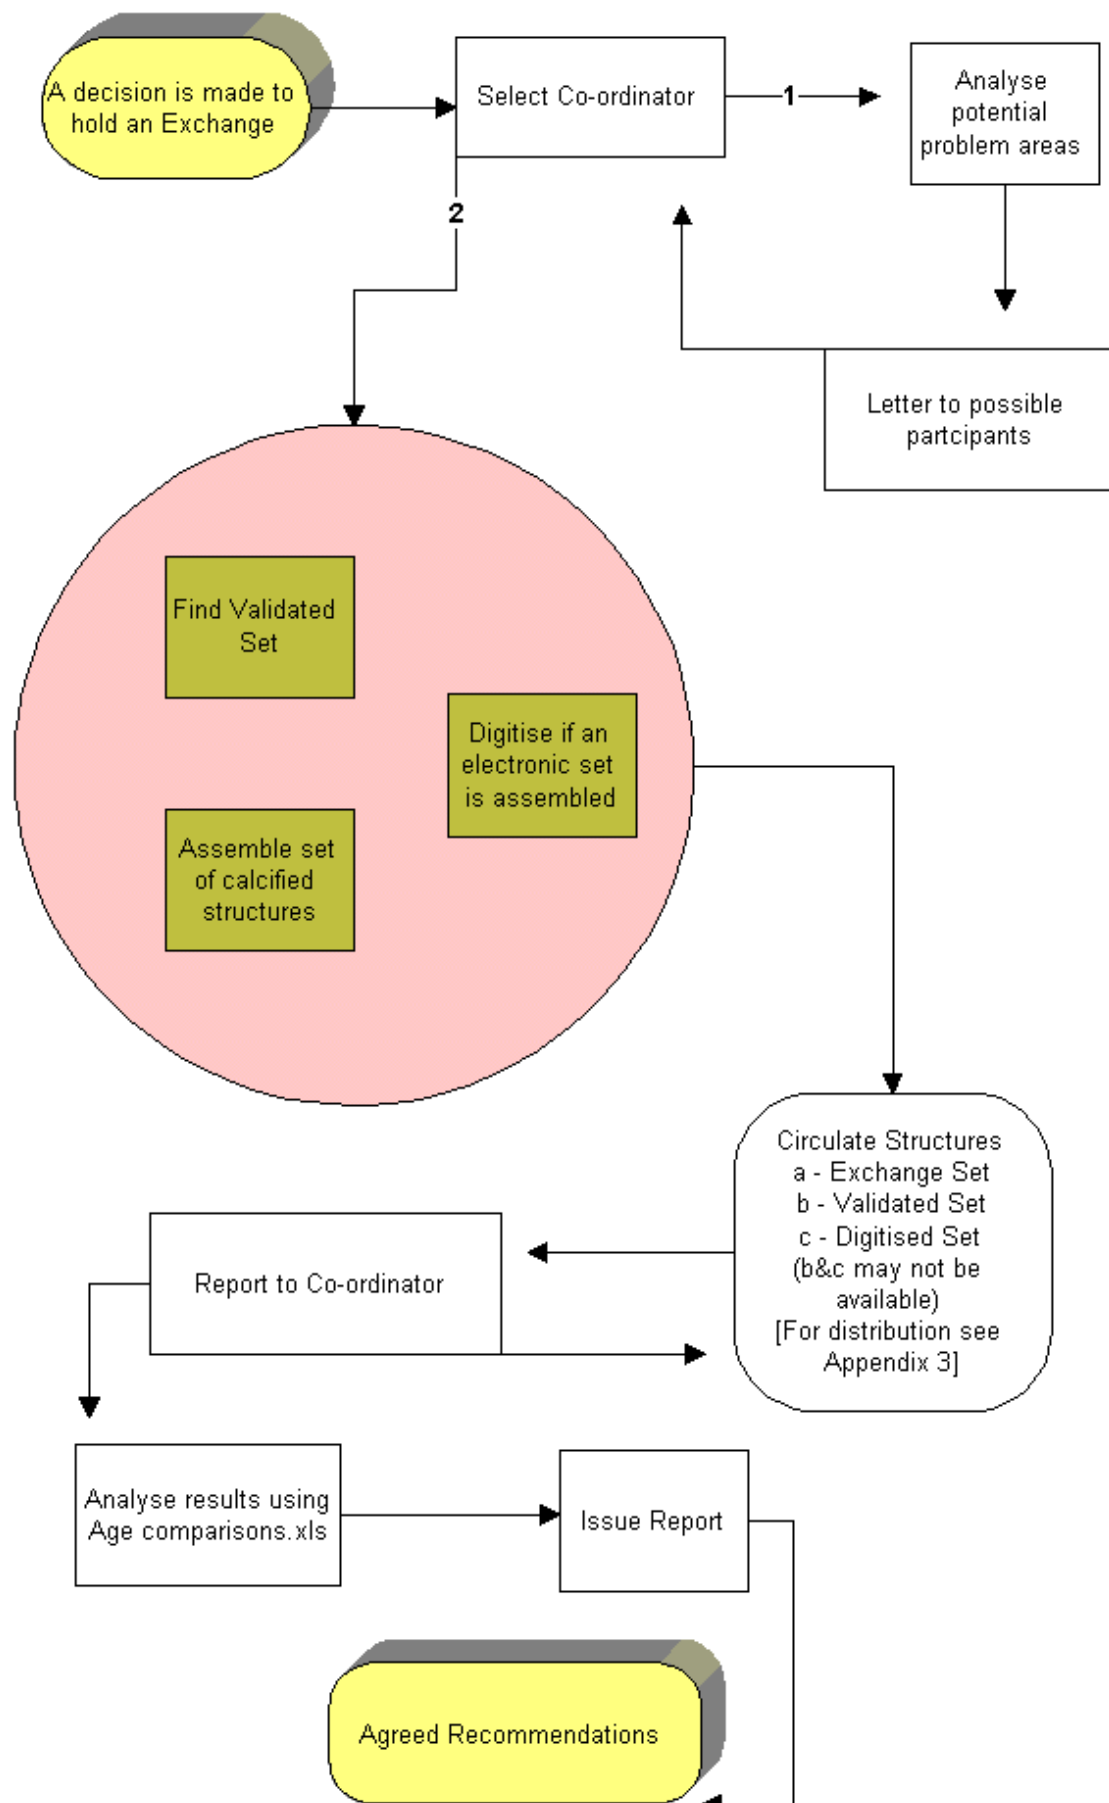 A decision is made to
hold an Exchange
Select Co-ordinator
1
Analyse
potential
problem areas
2
Letter to possible
partcipants
Find Validated
Set
Digitise if an
electronic set
is assembled
Assemble set
of calcified
structures
Circulate Structures
a - Exchange Set
b - Validated Set
c - Digitised Set
(b&c may not be
available)
[For distribution see
Appendix 3]
Report to Co-ordinator
Analyse results using
Age comparisons.xls
Issue Report
Agreed Recommendations